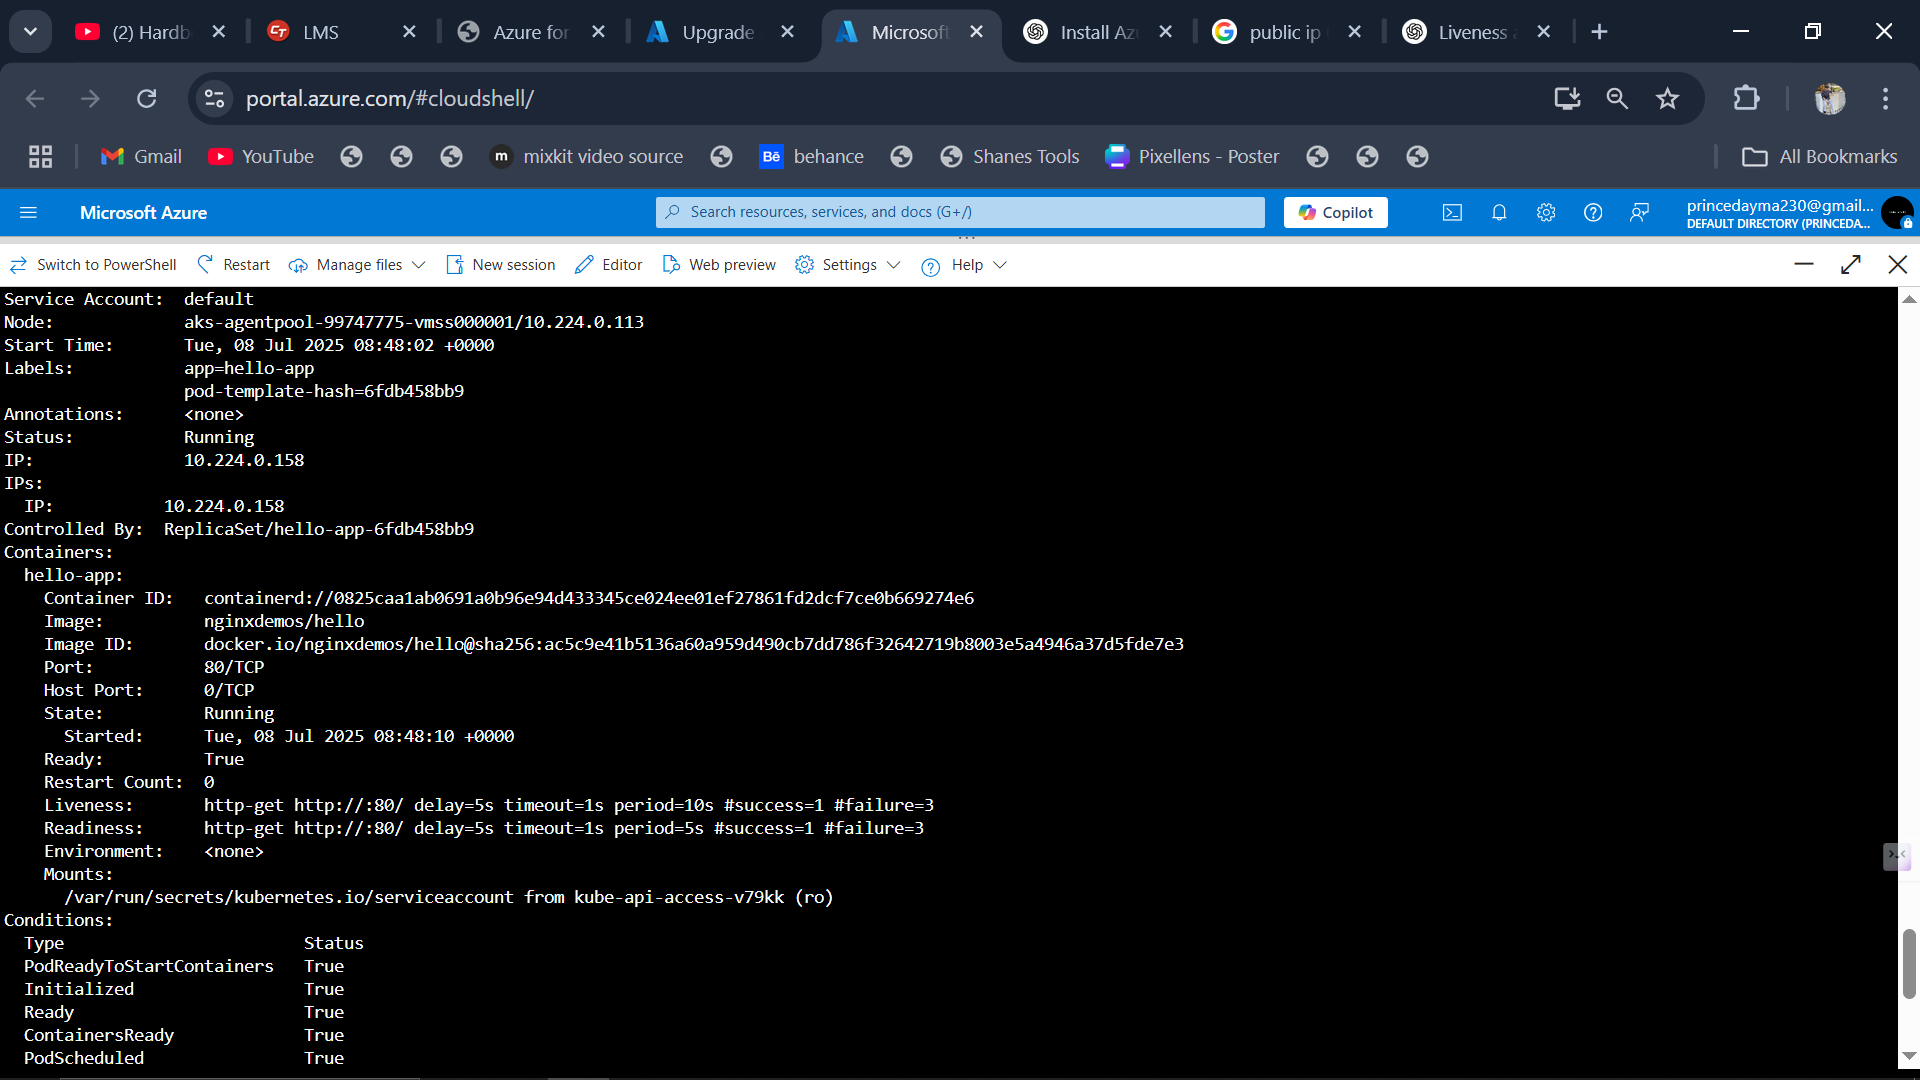 (2) Hardb
LMS
Azure for
Upgrade
Microsoft
Install Az
public ip
Liveness a
portal.azure.com/#cloudshell/
Gmail
YouTube
m mixkit video source
Bē behance
Shanes Tools
Pixellens - Poster
All Bookmarks
Microsoft Azure
Search resources, services, and docs (G+/)
Copilot
princedayma230@gmail...
DEFAULT DIRECTORY (PRINCEDA...
Switch to PowerShell
Restart
Manage files
New session
Editor
Web preview
Settings
Help
Service Account:  default
Node:             aks-agentpool-99747775-vmss000001/10.224.0.113
Start Time:       Tue, 08 Jul 2025 08:48:02 +0000
Labels:           app=hello-app
                  pod-template-hash=6fdb458bb9
Annotations:      <none>
Status:           Running
IP:               10.224.0.158
IPs:
  IP:           10.224.0.158
Controlled By:  ReplicaSet/hello-app-6fdb458bb9
Containers:
  hello-app:
    Container ID:   containerd://0825caa1ab0691a0b96e94d433345ce024ee01ef27861fd2dcf7ce0b669274e6
    Image:          nginxdemos/hello
    Image ID:       docker.io/nginxdemos/hello@sha256:ac5c9e41b5136a60a959d490cb7dd786f32642719b8003e5a4946a37d5fde7e3
    Port:           80/TCP
    Host Port:      0/TCP
    State:          Running
      Started:      Tue, 08 Jul 2025 08:48:10 +0000
    Ready:          True
    Restart Count:  0
    Liveness:       http-get http://:80/ delay=5s timeout=1s period=10s #success=1 #failure=3
    Readiness:      http-get http://:80/ delay=5s timeout=1s period=5s #success=1 #failure=3
    Environment:    <none>
    Mounts:
      /var/run/secrets/kubernetes.io/serviceaccount from kube-api-access-v79kk (ro)
Conditions:
  Type                        Status
  PodReadyToStartContainers   True
  Initialized                 True
  Ready                       True
  ContainersReady             True
  PodScheduled                True